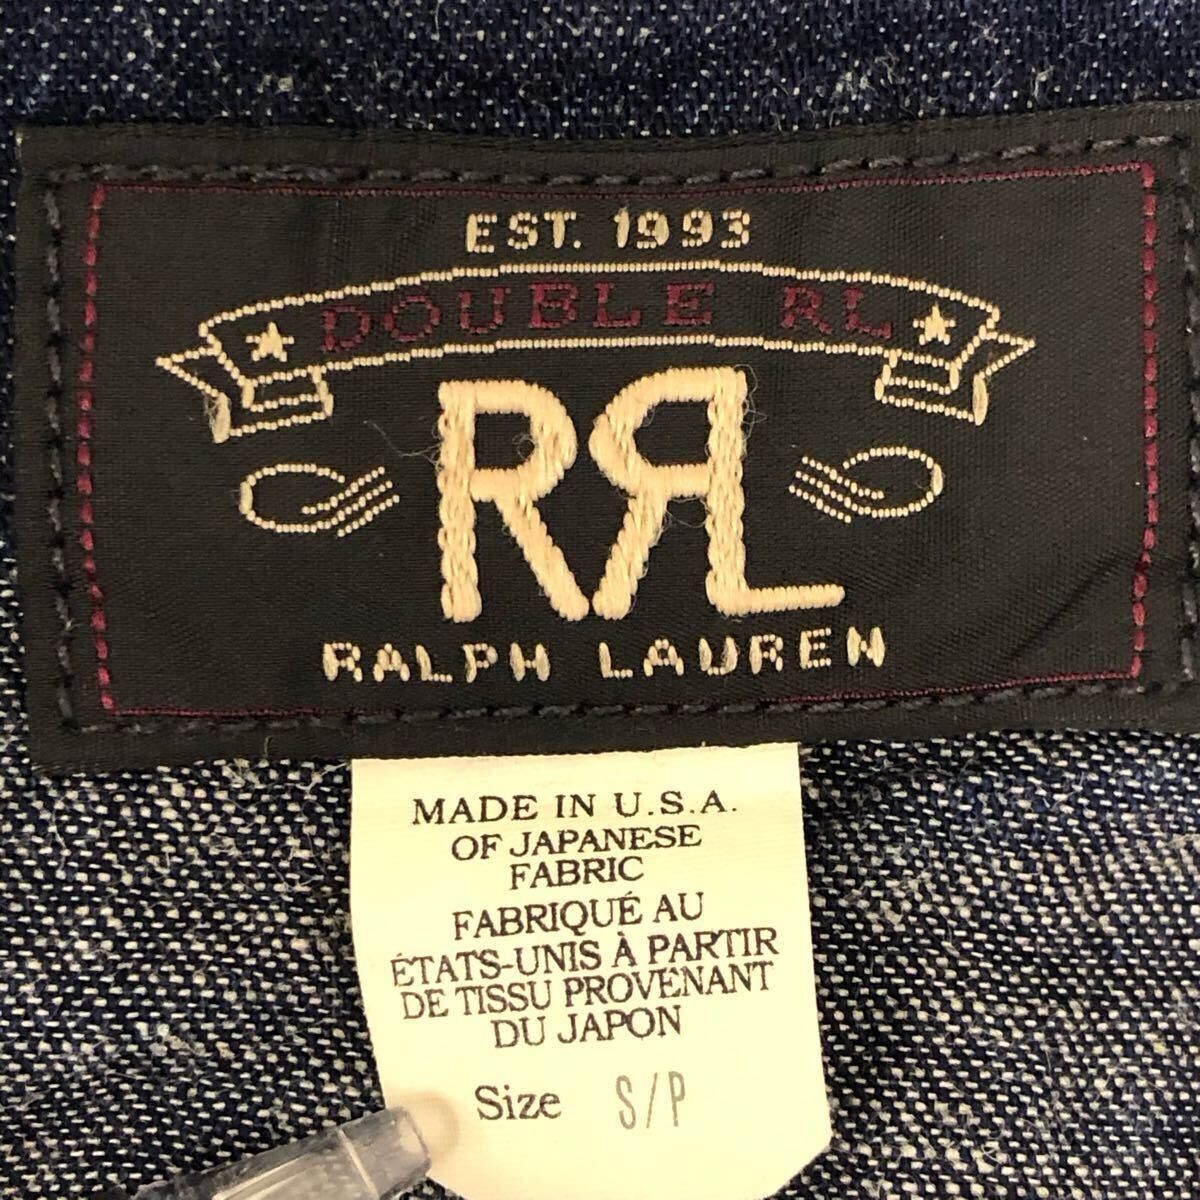 EST. 1993
DOUBLE RL
RRL
RALPH LAUREN
MADE IN U.S.A.
OF JAPANESE
FABRIC
FABRIQUÉ AU
ÉTATS-UNIS À PARTIR
DE TISSU PROVENANT
DU JAPON
Size S/P